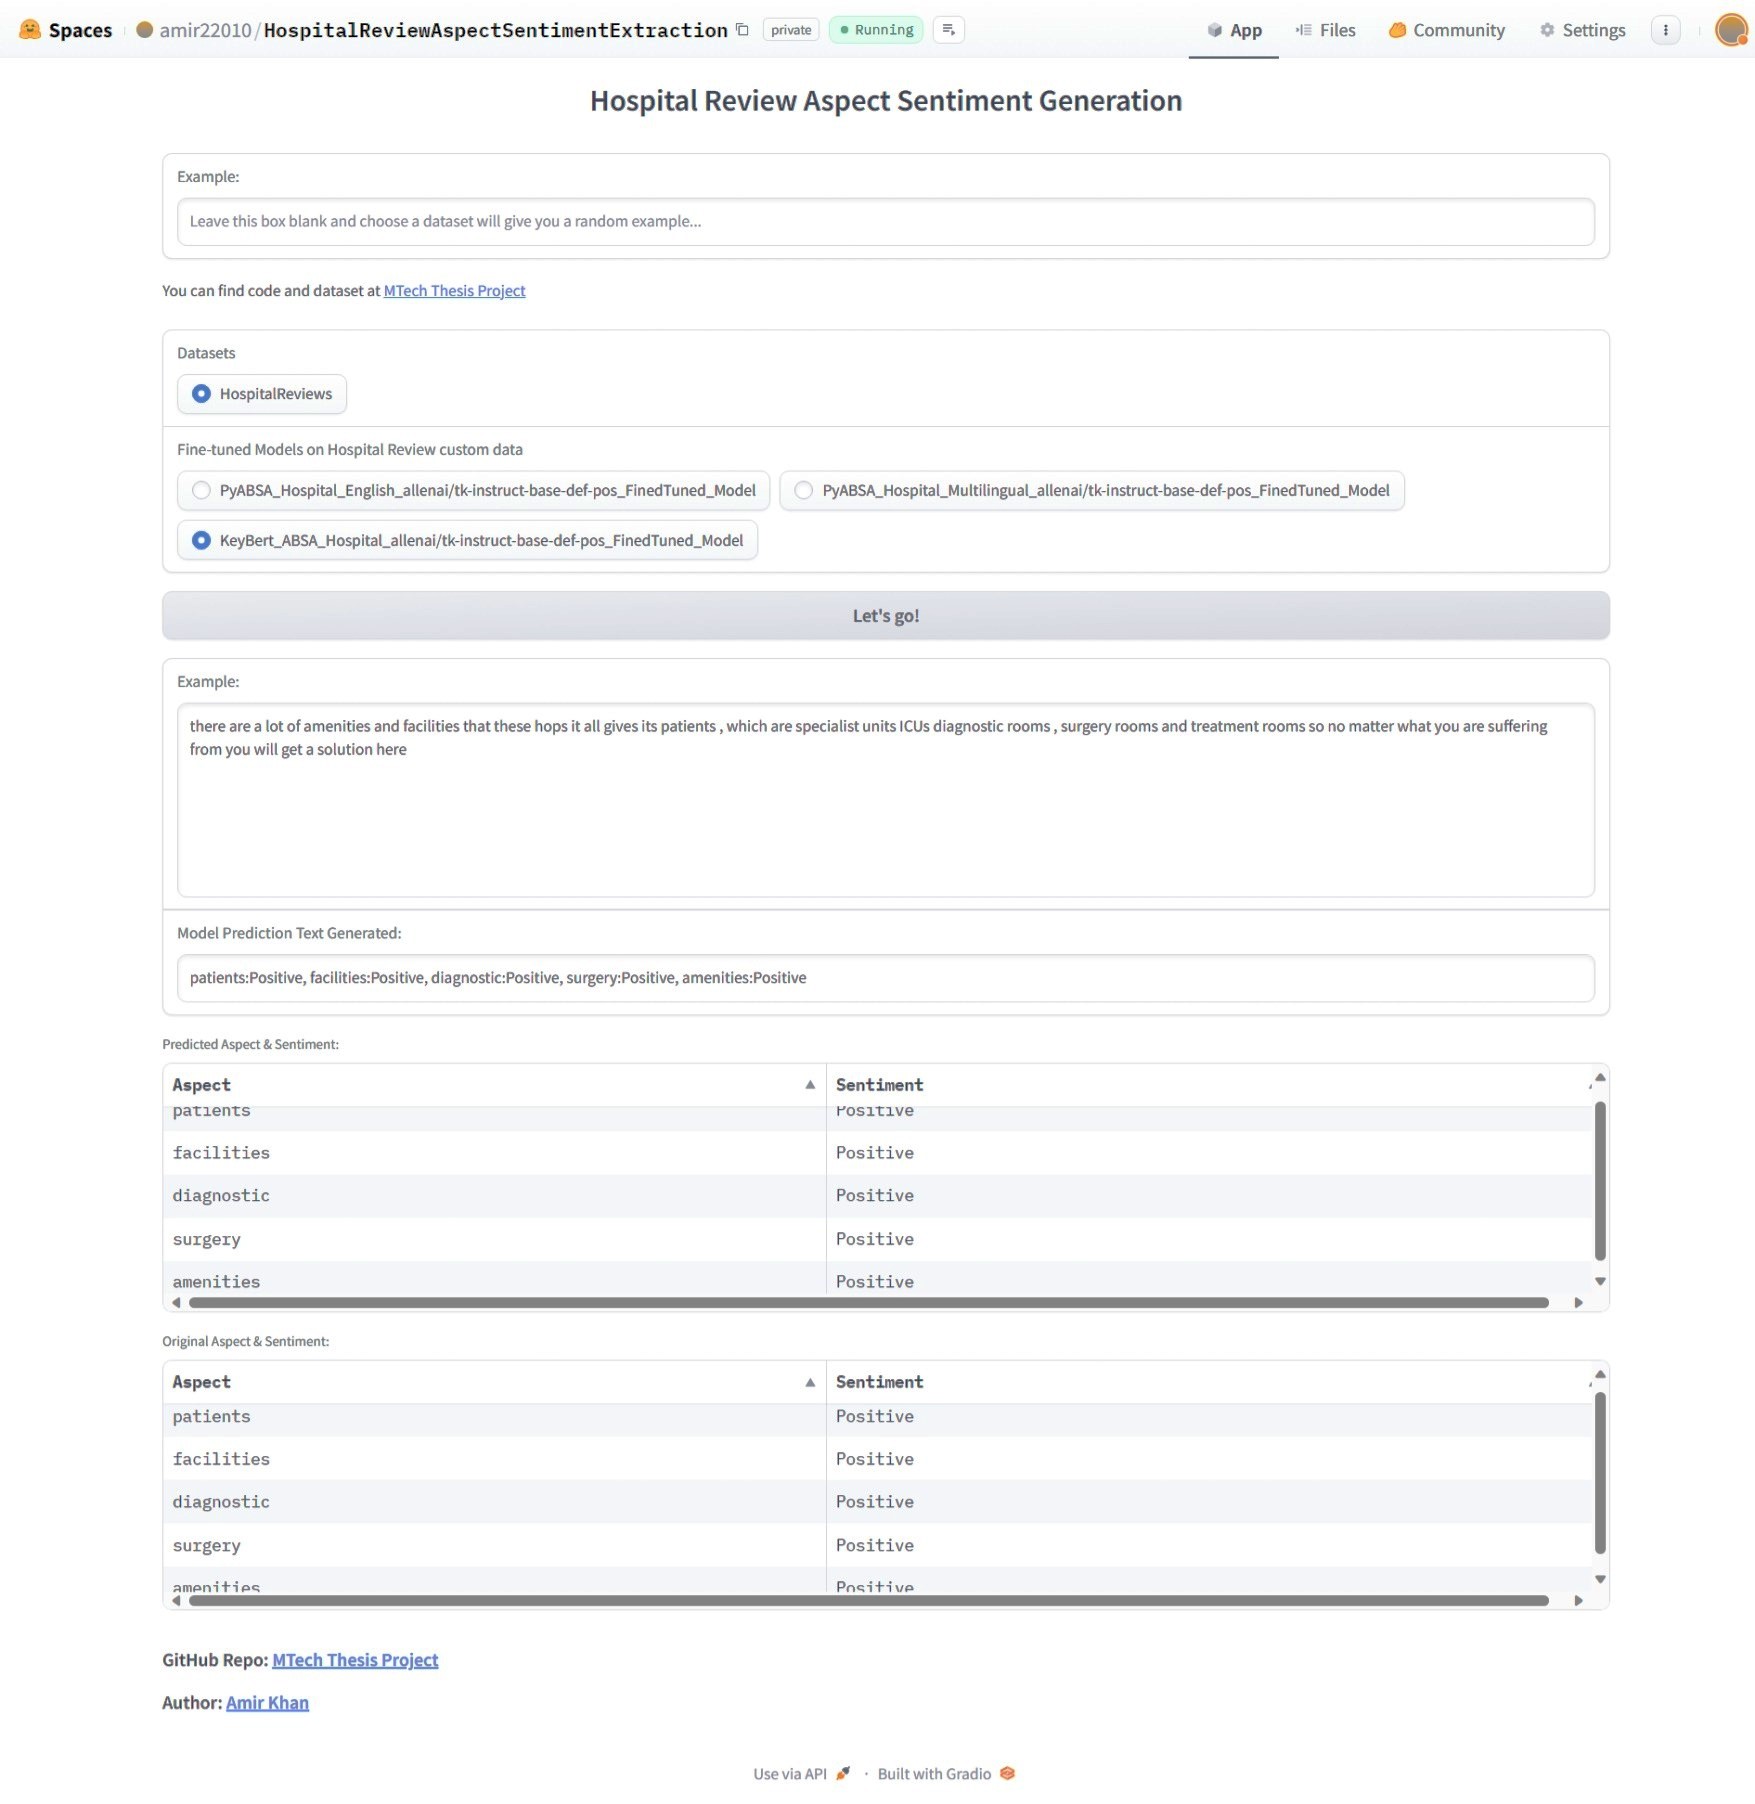 Spaces amir22010/HospitalReviewAspectSentimentExtraction private Running App Files Community Settings
Hospital Review Aspect Sentiment Generation
Example:
Leave this box blank and choose a dataset will give you a random example...
You can find code and dataset at MTech Thesis Project
Datasets
HospitalReviews
Fine-tuned Models on Hospital Review custom data
PyABSA_Hospital_English_allenai/tk-instruct-base-def-pos_FinedTuned_Model PyABSA_Hospital_Multilingual_allenai/tk-instruct-base-def-pos_FinedTuned_Model
KeyBert_ABSA_Hospital_allenai/tk-instruct-base-def-pos_FinedTuned_Model
Let's go!
Example:
there are a lot of amenities and facilities that these hops it all gives its patients , which are specialist units ICUs diagnostic rooms , surgery rooms and treatment rooms so no matter what you are suffering
from you will get a solution here
Model Prediction Text Generated:
patients:Positive, facilities:Positive, diagnostic:Positive, surgery:Positive, amenities:Positive
Predicted Aspect & Sentiment:
Aspect Sentiment
patients Positive
facilities Positive
diagnostic Positive
surgery Positive
amenities Positive
Original Aspect & Sentiment:
Aspect Sentiment
patients Positive
facilities Positive
diagnostic Positive
surgery Positive
amenities Positive
GitHub Repo: MTech Thesis Project
Author: Amir Khan
Use via API · Built with Gradio